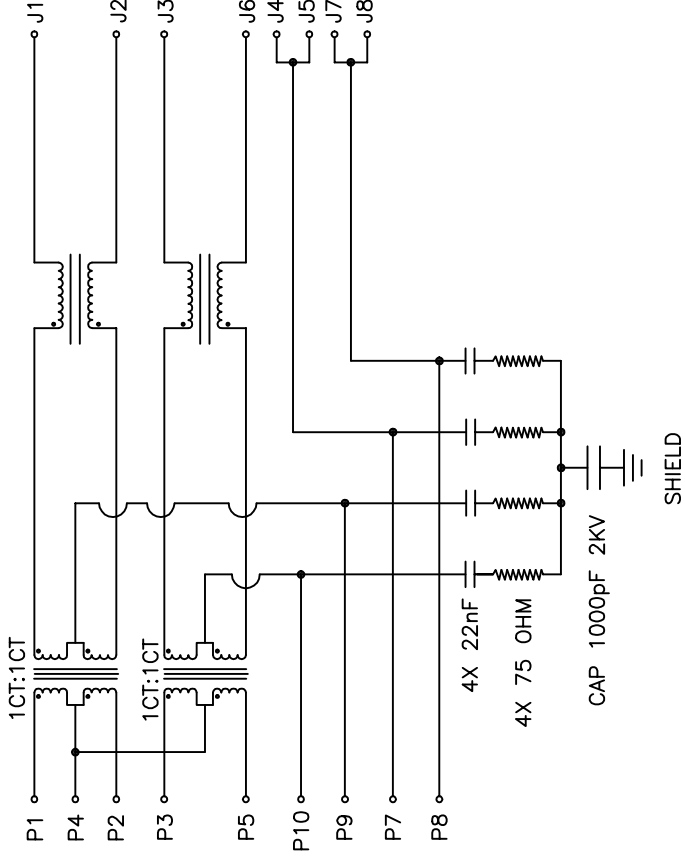 J1
J2
J3
J6
J4
J5
J7
J8
1CT:1CT
1CT:1CT
P1
P4
P2
P3
P5
P10
P9
P7
P8
4X 22nF
4X 75 OHM
CAP 1000pF 2KV
SHIELD